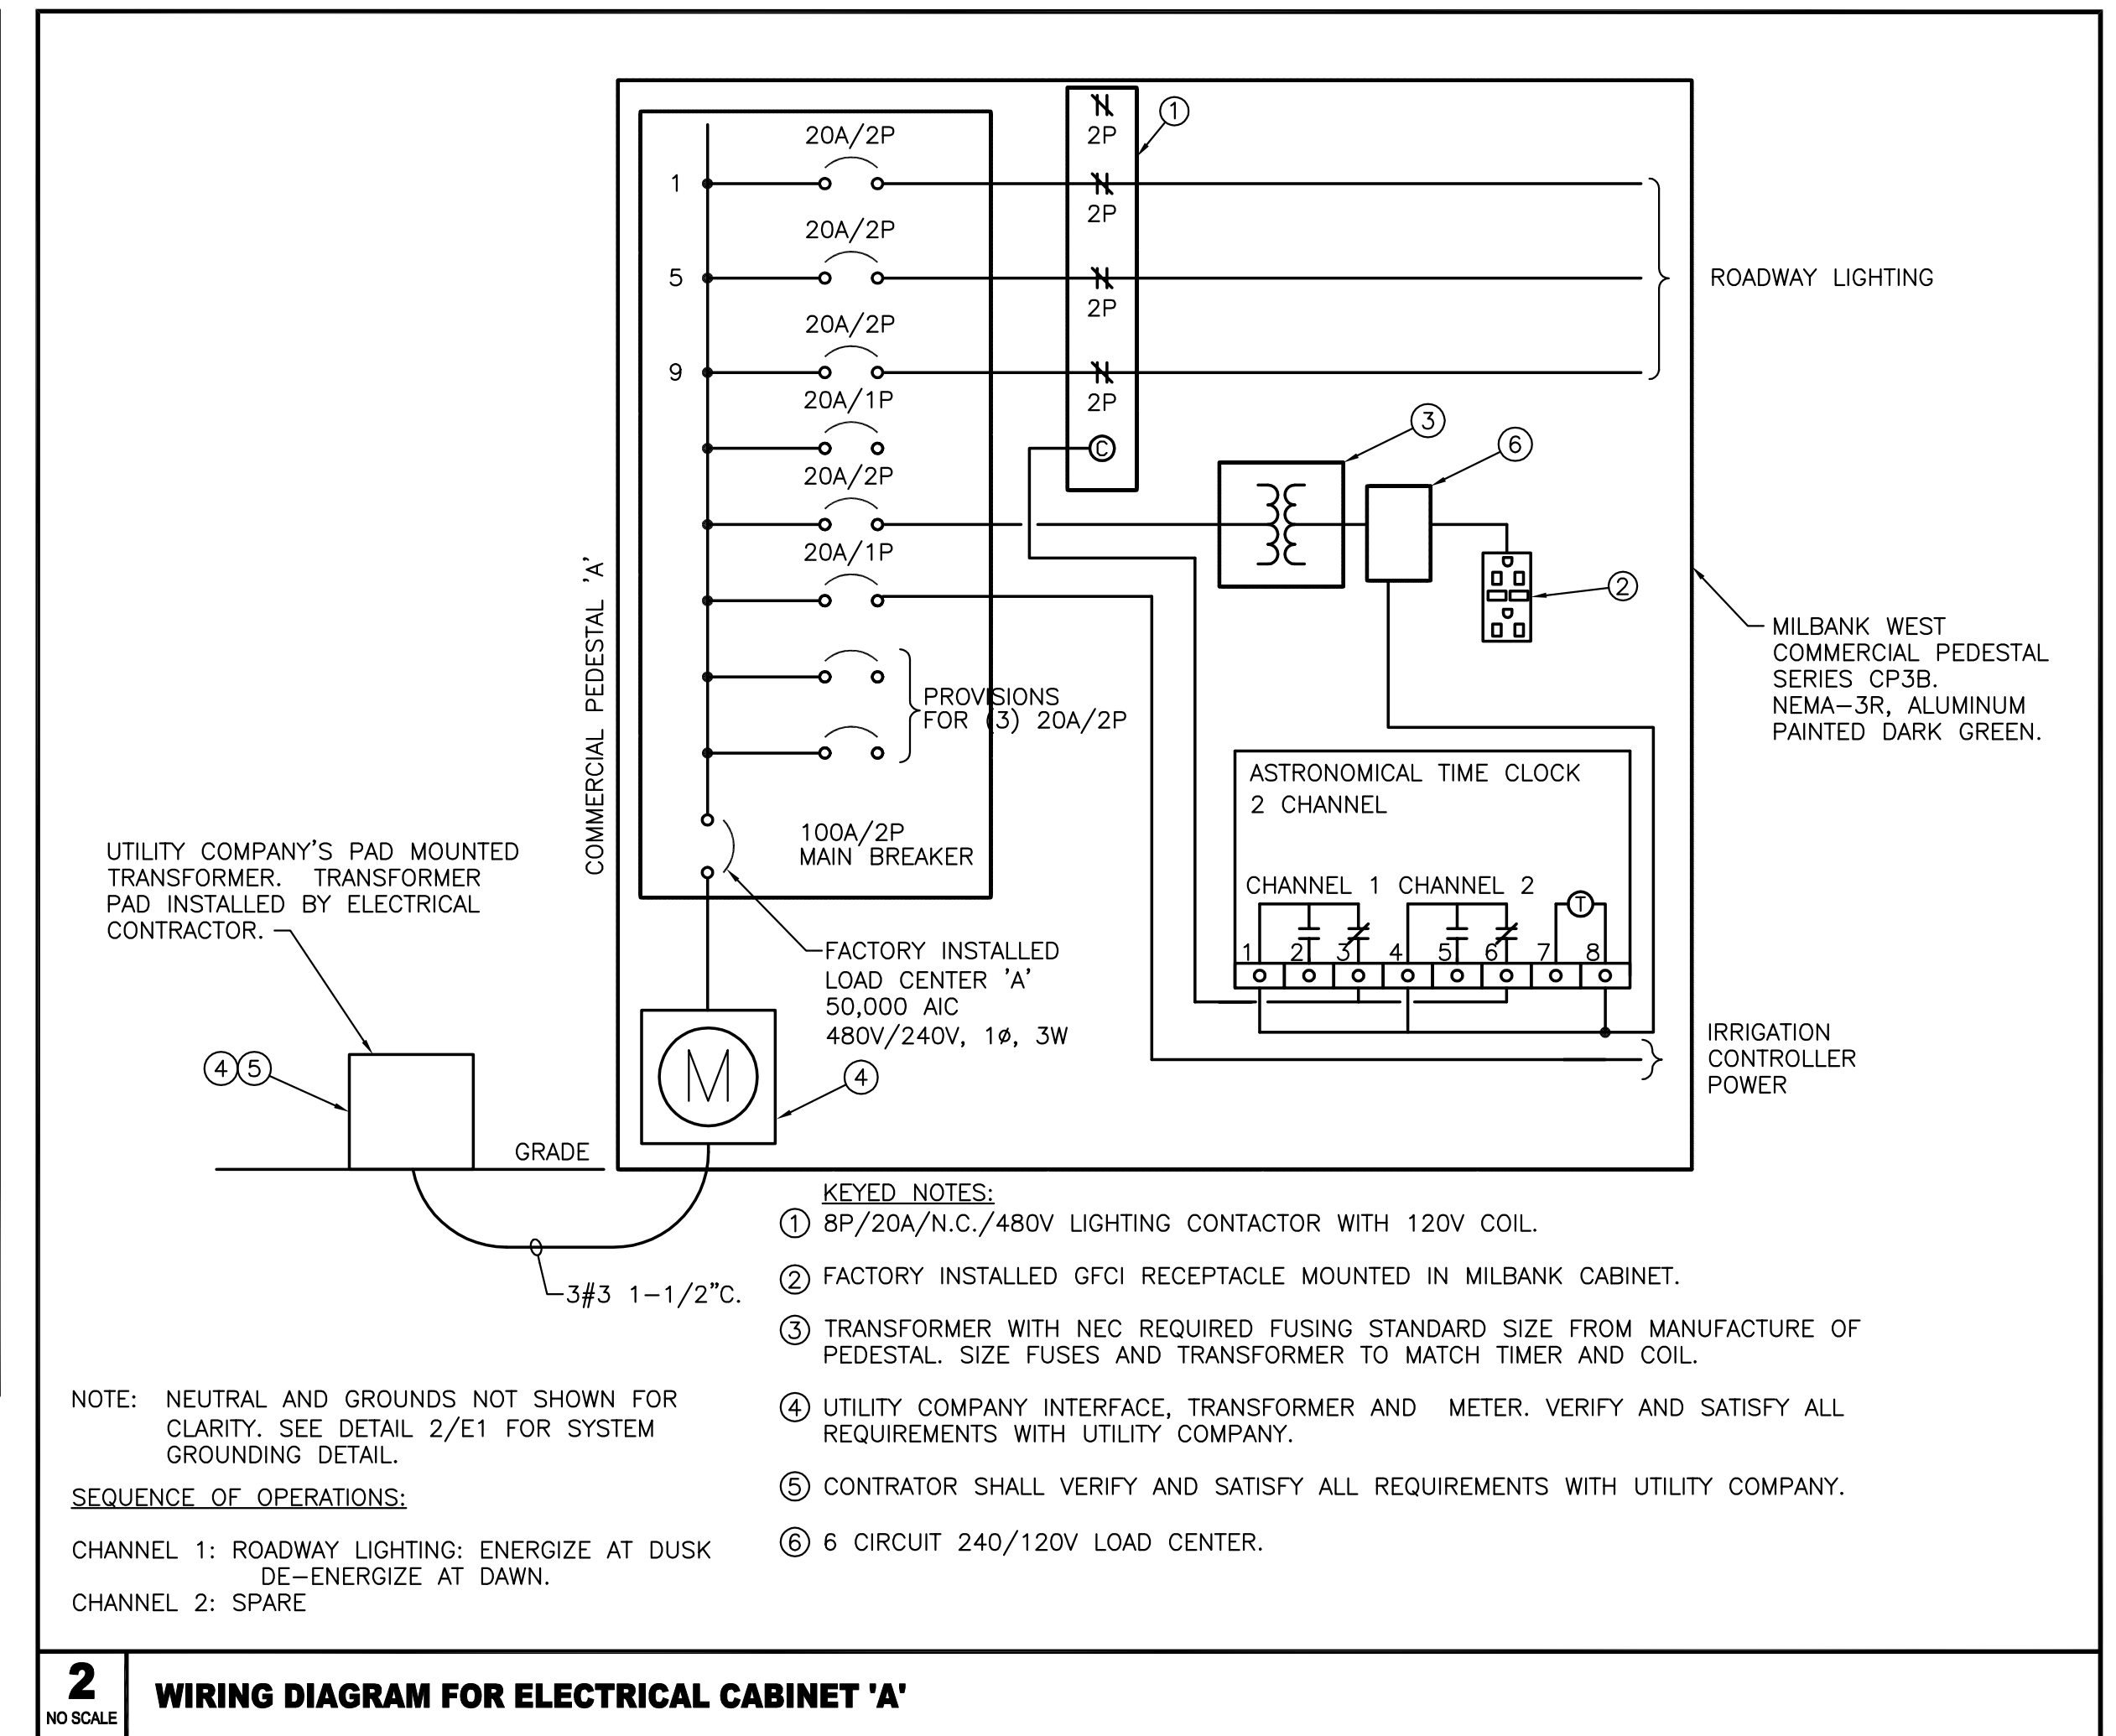 20A/2P
1
20A/2P
5
20A/2P
9
20A/1P
20A/2P
20A/1P
PROVISIONS
FOR (3) 20A/2P
100A/2P
MAIN BREAKER
2P
2P
2P
2P
C
1
ROADWAY LIGHTING
3
6
2
MILBANK WEST
COMMERCIAL PEDESTAL
SERIES CP3B.
NEMA-3R, ALUMINUM
PAINTED DARK GREEN.
COMMERCIAL PEDESTAL 'A'
ASTRONOMICAL TIME CLOCK
2 CHANNEL
CHANNEL 1 CHANNEL 2
T
1 2 3 4 5 6 7 8
IRRIGATION
CONTROLLER
POWER
UTILITY COMPANY'S PAD MOUNTED
TRANSFORMER. TRANSFORMER
PAD INSTALLED BY ELECTRICAL
CONTRACTOR.
FACTORY INSTALLED
LOAD CENTER 'A'
50,000 AIC
480V/240V, 1ø, 3W
4 5
M
4
GRADE
3#3 1-1/2"C.
KEYED NOTES:
1 8P/20A/N.C./480V LIGHTING CONTACTOR WITH 120V COIL.
2 FACTORY INSTALLED GFCI RECEPTACLE MOUNTED IN MILBANK CABINET.
3 TRANSFORMER WITH NEC REQUIRED FUSING STANDARD SIZE FROM MANUFACTURE OF
PEDESTAL. SIZE FUSES AND TRANSFORMER TO MATCH TIMER AND COIL.
4 UTILITY COMPANY INTERFACE, TRANSFORMER AND METER. VERIFY AND SATISFY ALL
REQUIREMENTS WITH UTILITY COMPANY.
5 CONTRATOR SHALL VERIFY AND SATISFY ALL REQUIREMENTS WITH UTILITY COMPANY.
6 6 CIRCUIT 240/120V LOAD CENTER.
NOTE: NEUTRAL AND GROUNDS NOT SHOWN FOR
CLARITY. SEE DETAIL 2/E1 FOR SYSTEM
GROUNDING DETAIL.
SEQUENCE OF OPERATIONS:
CHANNEL 1: ROADWAY LIGHTING: ENERGIZE AT DUSK
DE-ENERGIZE AT DAWN.
CHANNEL 2: SPARE
2
NO SCALE
WIRING DIAGRAM FOR ELECTRICAL CABINET 'A'